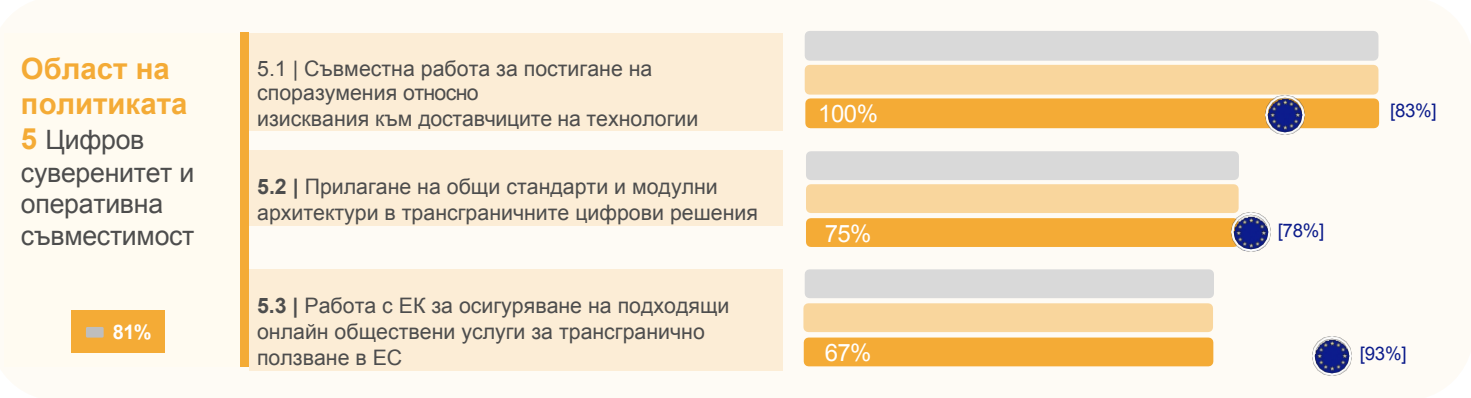 Област на
политиката
5 Цифров
суверенитет и
оперативна
съвместимост
81%
5.1 | Съвместна работа за постигане на
споразумения относно
изисквания към доставчиците на технологии
100%
[83%]
5.2 | Прилагане на общи стандарти и модулни
архитектури в трансграничните цифрови решения
75%
[78%]
5.3 | Работа с ЕК за осигуряване на подходящи
онлайн обществени услуги за трансгранично
ползване в ЕС
67%
[93%]